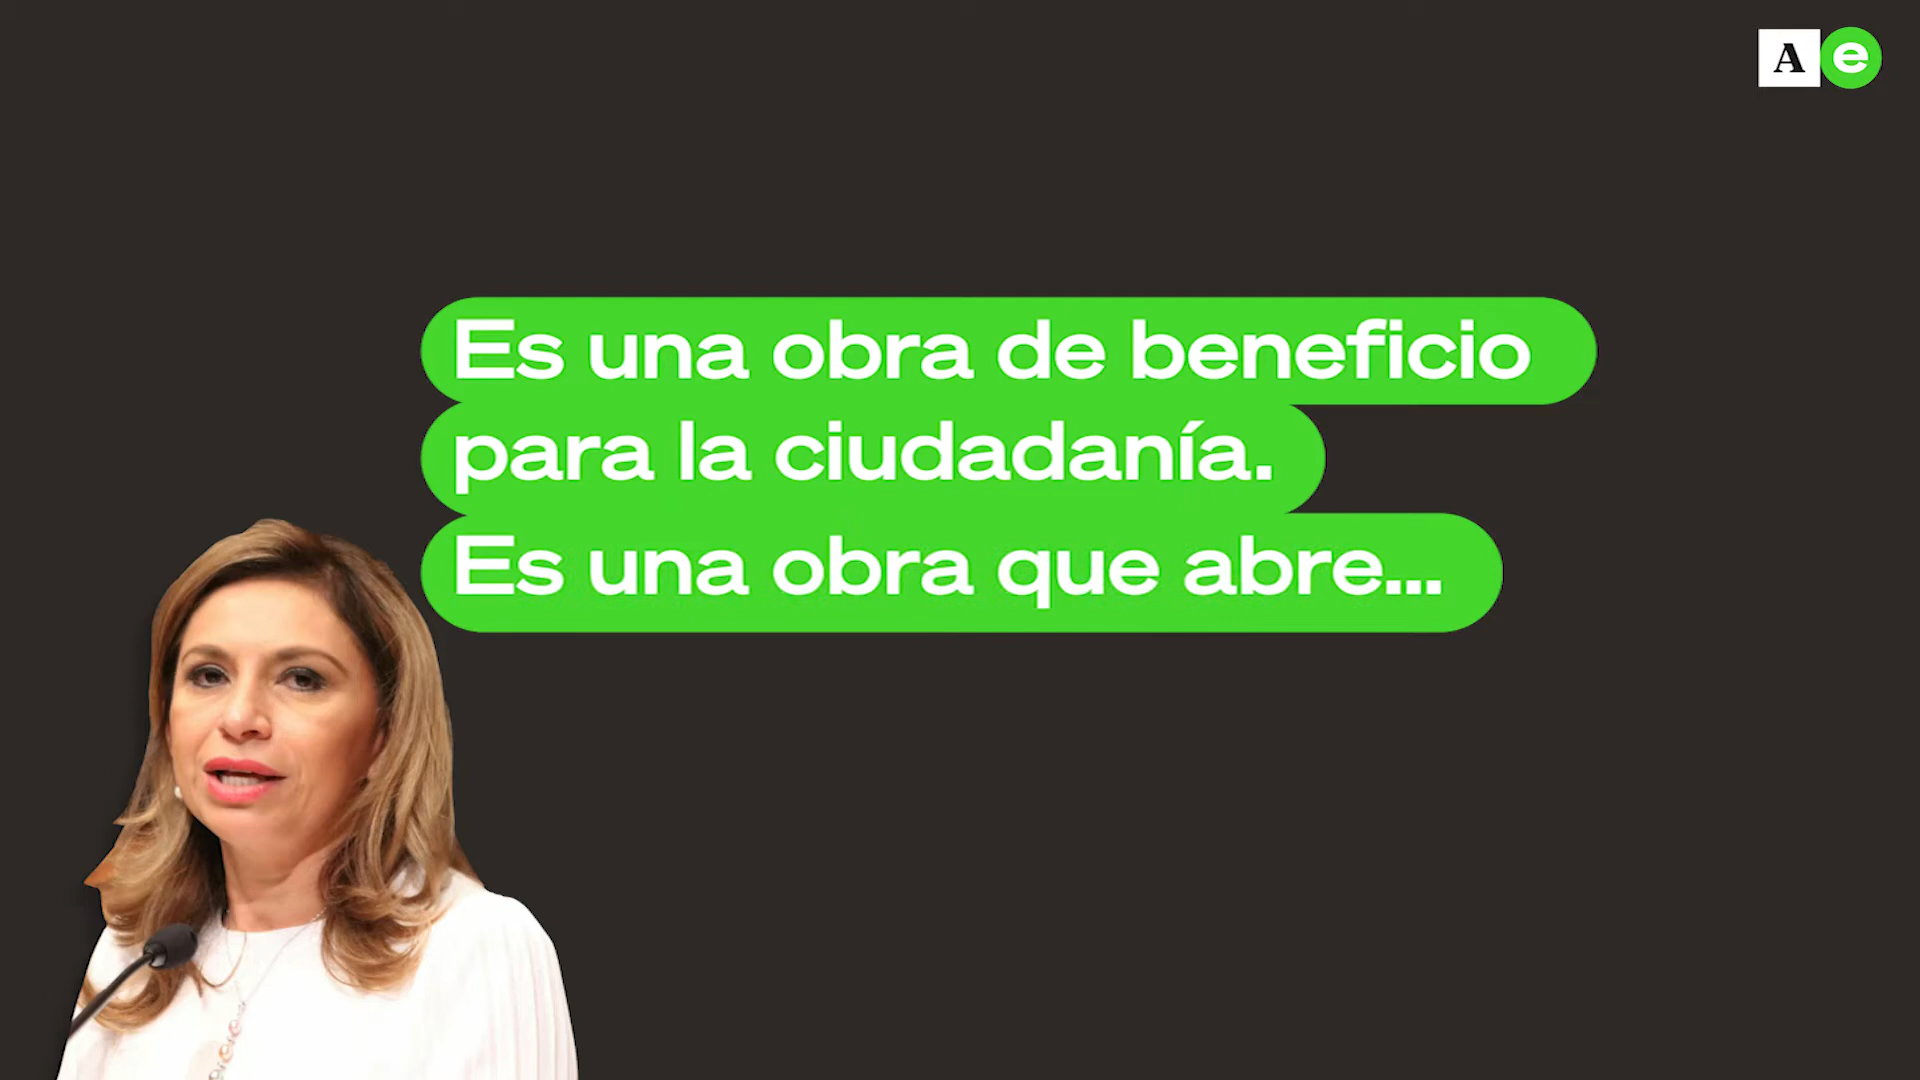 A e
Es una obra de beneficio
para la ciudadanía.
Es una obra que abre...